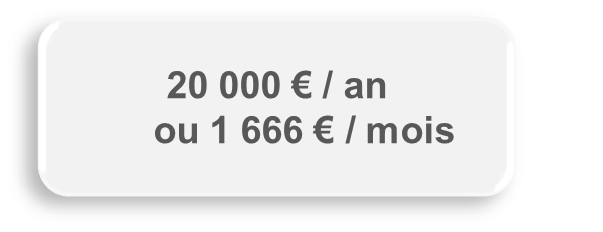 20 000 € / an
ou 1 666 € / mois